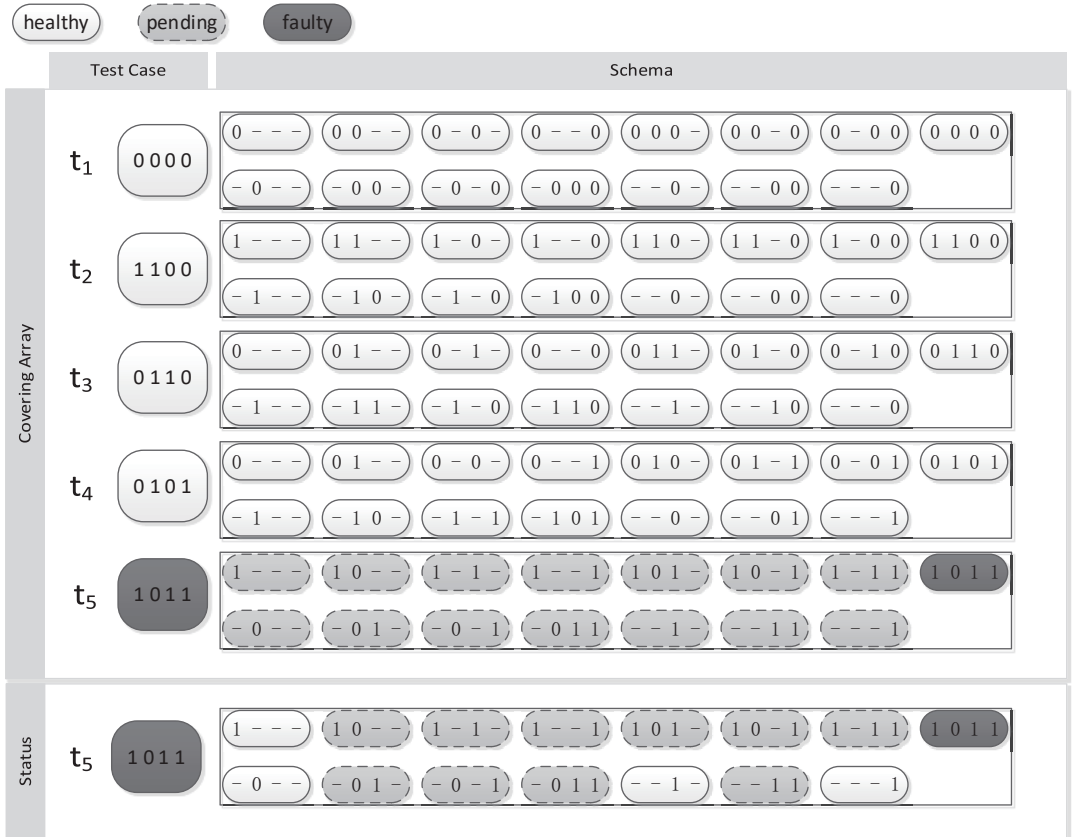 healthy pending faulty
Test Case Schema
Covering Array
t1 0000 0 - - - 0 0 - - 0 - 0 - 0 - - 0 0 0 0 - 0 0 - 0 0 - 0 0 0 0 0 0
- 0 - - - 0 0 - - 0 - 0 - 0 0 0 - - 0 - - - 0 0 - - - 0
t2 1100 1 - - - 1 1 - - 1 - 0 - 1 - - 0 1 1 0 - 1 1 - 0 1 - 0 0 1 1 0 0
- 1 - - - 1 0 - - 1 - 0 - 1 0 0 - - 0 - - - 0 0 - - - 0
t3 0110 0 - - - 0 1 - - 0 - 1 - 0 - - 0 0 1 1 - 0 1 - 0 0 - 1 0 0 1 1 0
- 1 - - - 1 1 - - 1 - 0 - 1 1 0 - - 1 - - - 1 0 - - - 0
t4 0101 0 - - - 0 1 - - 0 - 0 - 0 - - 1 0 1 0 - 0 1 - 1 0 - 0 1 0 1 0 1
- 1 - - - 1 0 - - 1 - 1 - 1 0 1 - - 0 - - - 0 1 - - - 1
t5 1011 1 - - - 1 0 - - 1 - 1 - 1 - - 1 1 0 1 - 1 0 - 1 1 - 1 1 1 0 1 1
- 0 - - - 0 1 - - 0 - 1 - 0 1 1 - - 1 - - - 1 1 - - - 1
Status
t5 1011 1 - - - 1 0 - - 1 - 1 - 1 - - 1 1 0 1 - 1 0 - 1 1 - 1 1 1 0 1 1
- 0 - - - 0 1 - - 0 - 1 - 0 1 1 - - 1 - - - 1 1 - - - 1